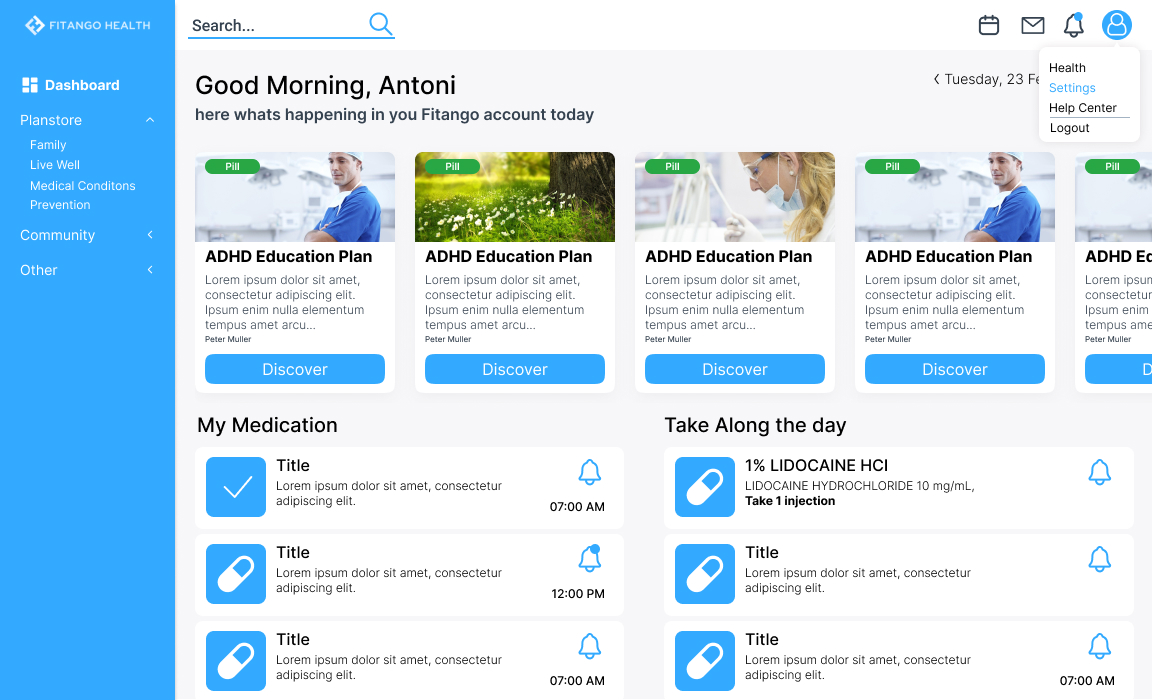 FITANGO HEALTH
Search...
Dashboard
Planstore
Family
Live Well
Medical Conditons
Prevention
Community
Other
Good Morning, Antoni
here whats happening in you Fitango account today
Tuesday, 23
Health
Settings
Help Center
Logout
Pill
ADHD Education Plan
Lorem ipsum dolor sit amet,
consectetur adipiscing elit.
Ipsum enim nulla elementum
tempus amet arcu...
Peter Muller
Discover
Pill
ADHD Education Plan
Lorem ipsum dolor sit amet,
consectetur adipiscing elit.
Ipsum enim nulla elementum
tempus amet arcu...
Peter Muller
Discover
Pill
ADHD Education Plan
Lorem ipsum dolor sit amet,
consectetur adipiscing elit.
Ipsum enim nulla elementum
tempus amet arcu...
Peter Muller
Discover
Pill
ADHD Education Plan
Lorem ipsum dolor sit amet,
consectetur adipiscing elit.
Ipsum enim nulla elementum
tempus amet arcu...
Peter Muller
Discover
Pill
ADHD
Lorem ipsum
Ipsum enim
Peter Muller
My Medication
Title
Lorem ipsum dolor sit amet, consectetur
adipiscing elit.
07:00 AM
Title
Lorem ipsum dolor sit amet, consectetur
adipiscing elit.
12:00 PM
Title
Lorem ipsum dolor sit amet, consectetur
adipiscing elit.
07:00 AM
Take Along the day
1% LIDOCAINE HCI
LIDOCAINE HYDROCHLORIDE 10 mg/mL,
Take 1 injection
Title
Lorem ipsum dolor sit amet, consectetur
adipiscing elit.
Title
Lorem ipsum dolor sit amet, consectetur
adipiscing elit.
07:00 AM